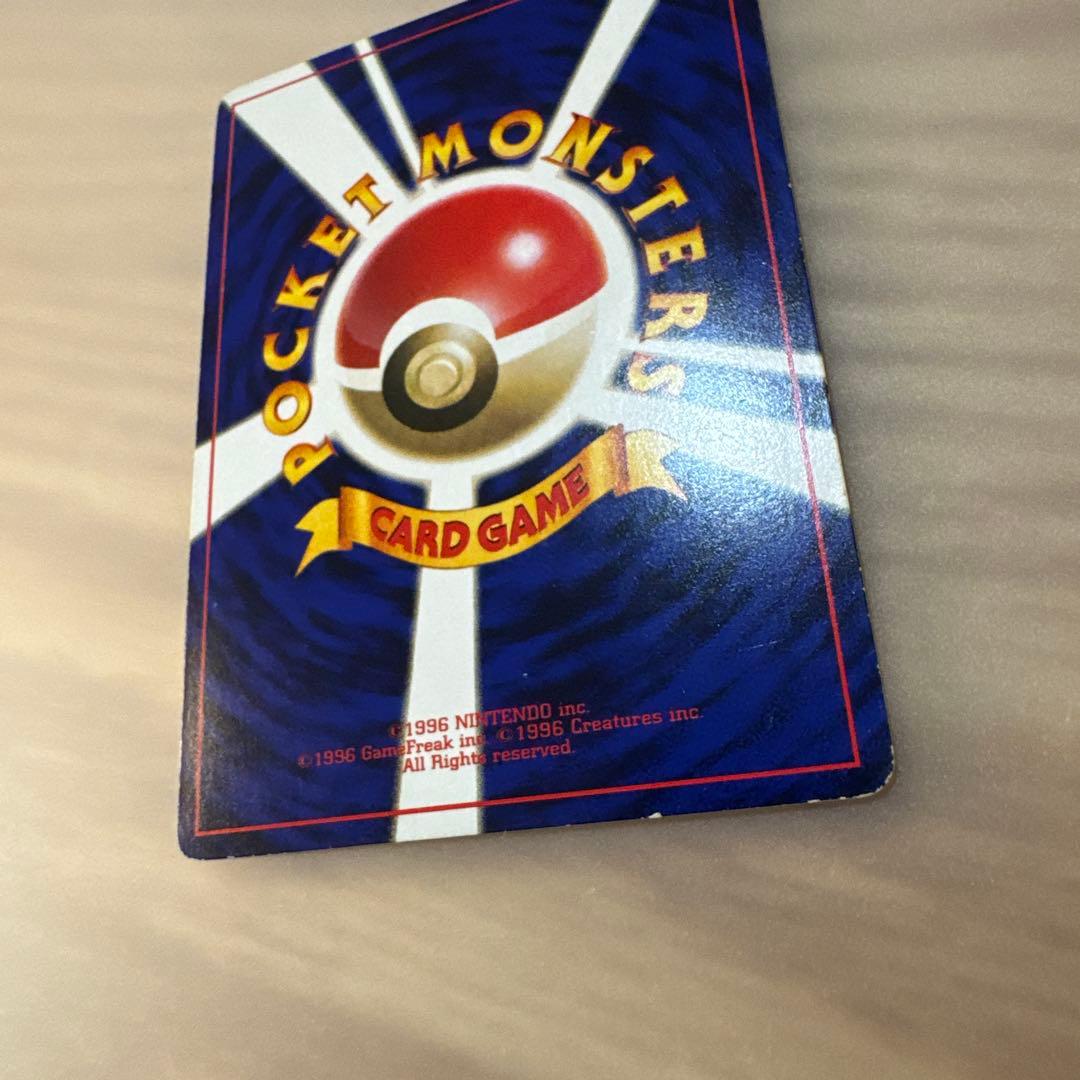 POCKET MONSTERS
CARD GAME
©1996 NINTENDO inc.
©1996 GameFreak inc. ©1996 Creatures inc.
All Rights reserved.